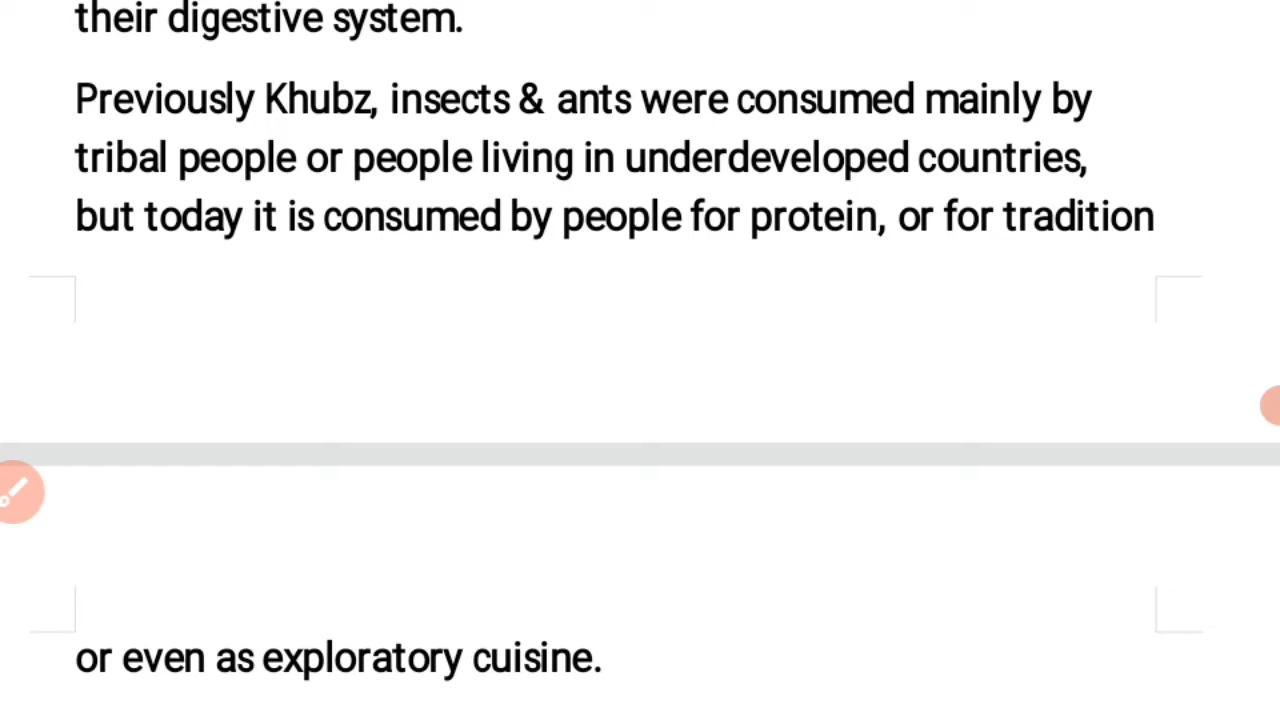 their digestive system.
Previously Khubz, insects & ants were consumed mainly by
tribal people or people living in underdeveloped countries,
but today it is consumed by people for protein, or for tradition
or even as exploratory cuisine.